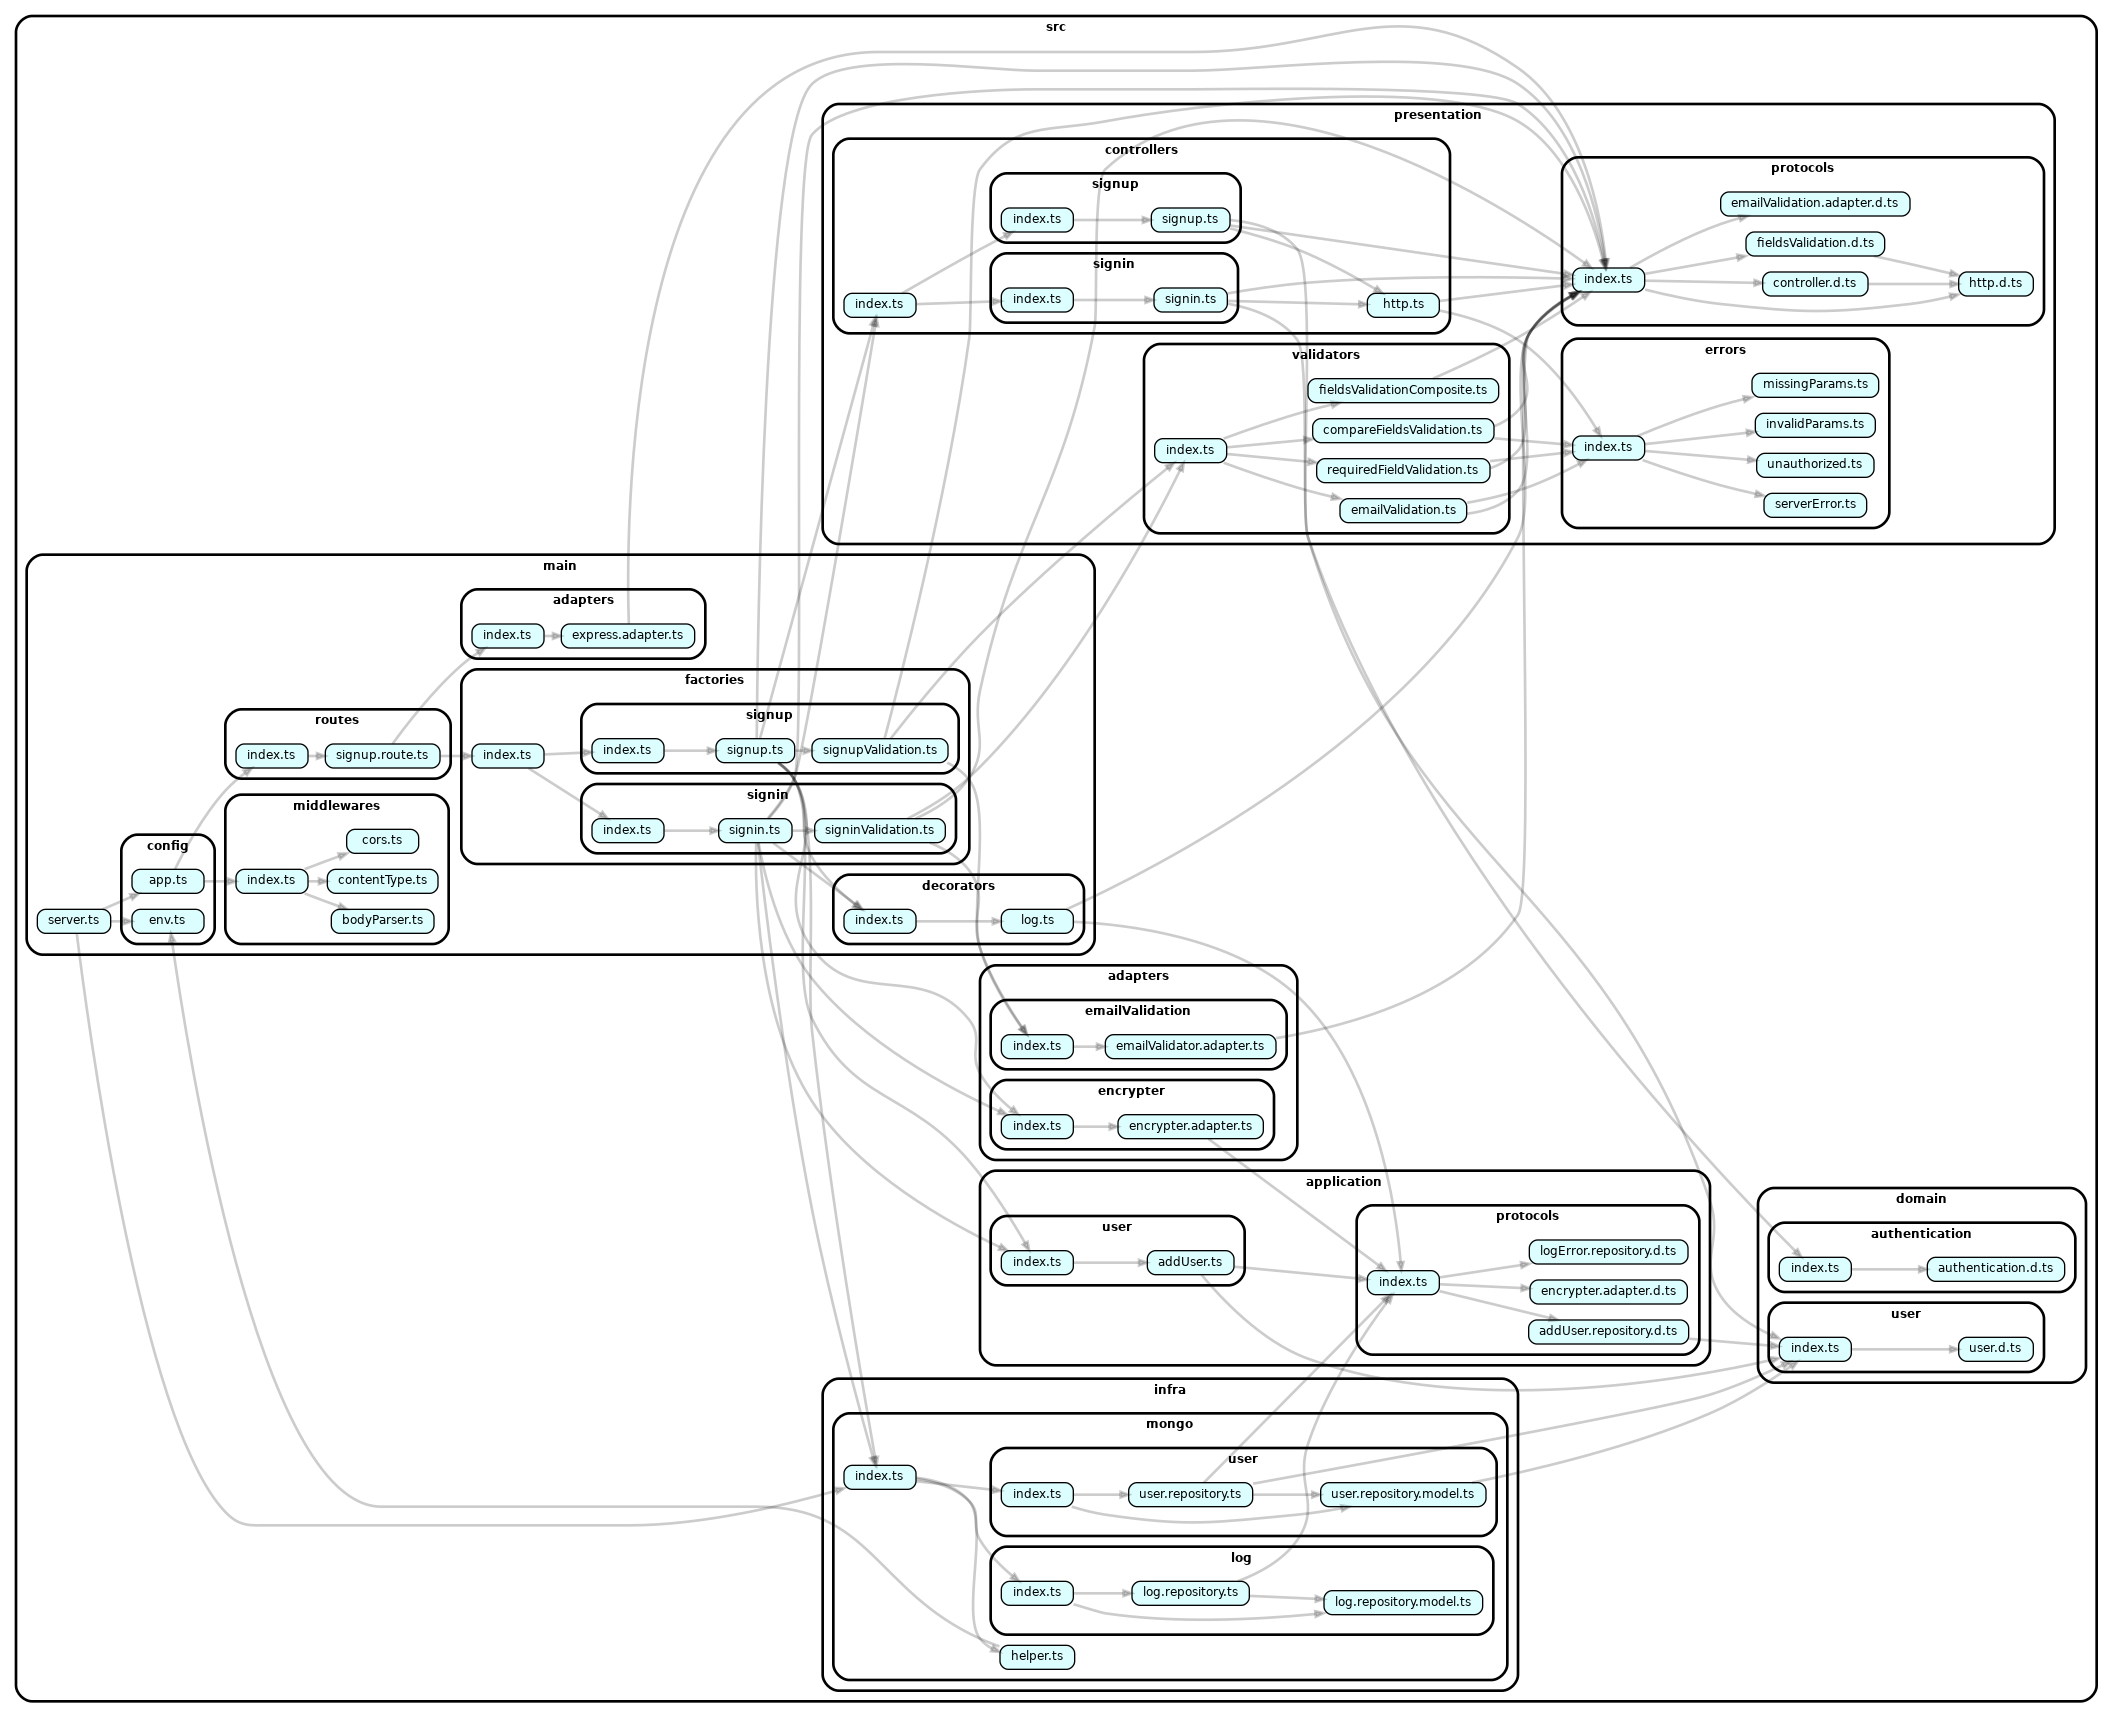 src
presentation
controllers
signup
index.ts
signup.ts
signin
index.ts
signin.ts
index.ts
http.ts
protocols
emailValidation.adapter.d.ts
fieldsValidation.d.ts
index.ts
controller.d.ts
http.d.ts
validators
fieldsValidationComposite.ts
compareFieldsValidation.ts
index.ts
requiredFieldValidation.ts
emailValidation.ts
errors
missingParams.ts
invalidParams.ts
index.ts
unauthorized.ts
serverError.ts
main
adapters
index.ts
express.adapter.ts
factories
signup
index.ts
index.ts
signup.ts
signupValidation.ts
signin
index.ts
signin.ts
signinValidation.ts
routes
index.ts
signup.route.ts
middlewares
cors.ts
index.ts
contentType.ts
bodyParser.ts
config
app.ts
env.ts
server.ts
decorators
index.ts
log.ts
adapters
emailValidation
index.ts
emailValidator.adapter.ts
encrypter
index.ts
encrypter.adapter.ts
application
user
index.ts
addUser.ts
protocols
logError.repository.d.ts
index.ts
encrypter.adapter.d.ts
addUser.repository.d.ts
domain
authentication
index.ts
authentication.d.ts
user
index.ts
user.d.ts
infra
mongo
index.ts
user
index.ts
user.repository.ts
user.repository.model.ts
log
index.ts
log.repository.ts
log.repository.model.ts
helper.ts